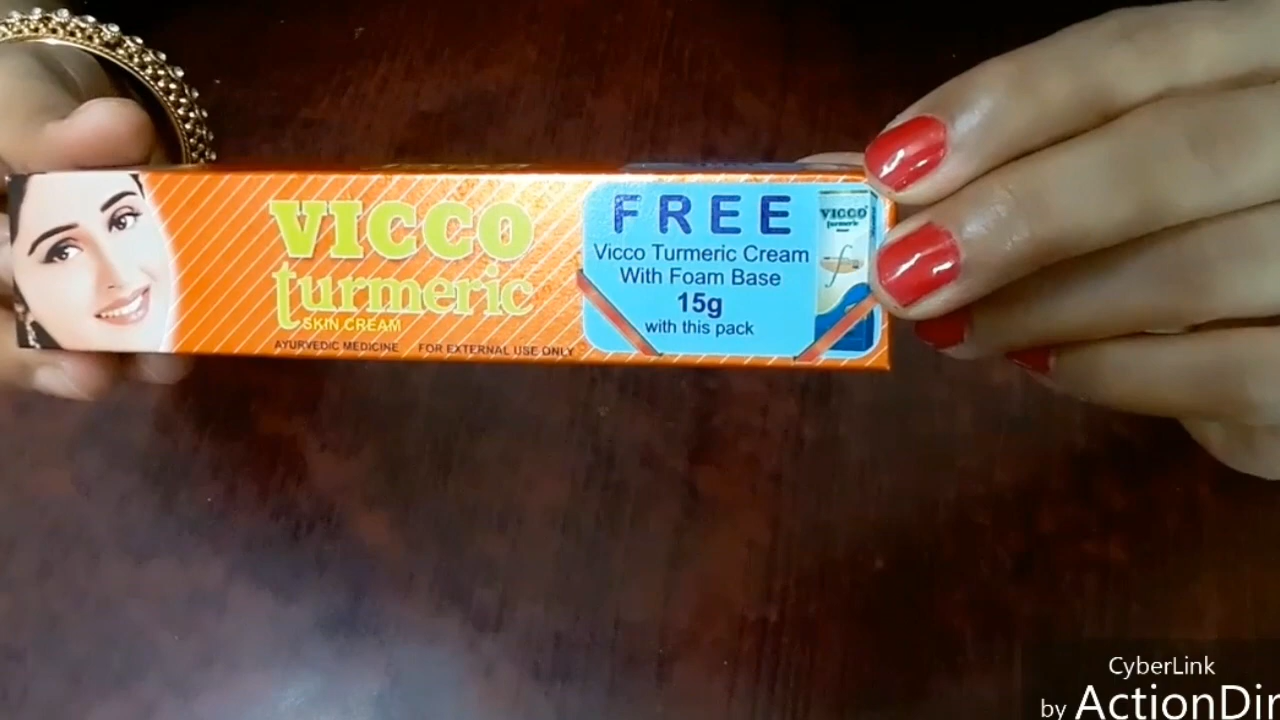 VICCO
turmeric
SKIN CREAM
AYURVEDIC MEDICINE FOR EXTERNAL USE ONLY
FREE
Vicco Turmeric Cream
With Foam Base
15g
with this pack
VICCO
turmeric
f
CyberLink
by ActionDir